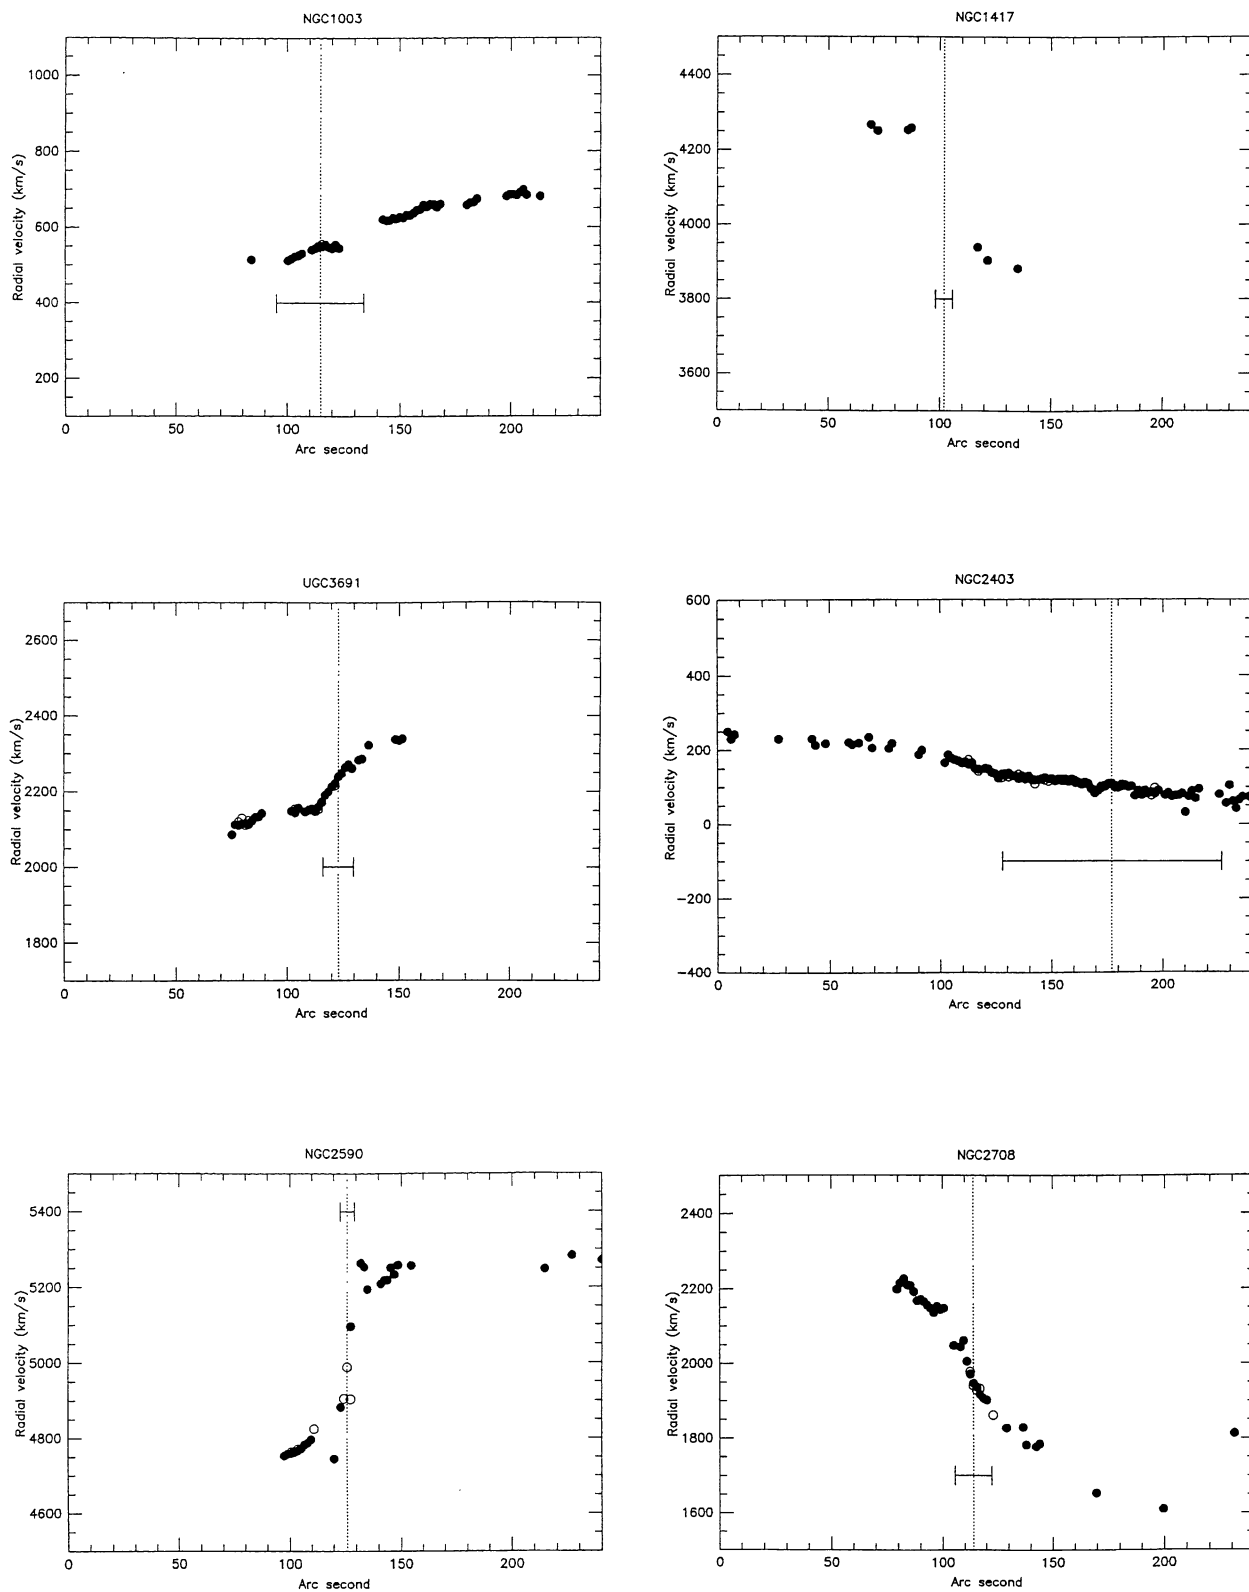 NGC1003
1000
800
600
400
200
Radial velocity (km/s)
0 50 100 150 200
Arc second
NGC1417
4400
4200
4000
3800
3600
Radial velocity (km/s)
0 50 100 150 200
Arc second
UGC3691
2600
2400
2200
2000
1800
Radial velocity (km/s)
0 50 100 150 200
Arc second
NGC2403
600
400
200
0
-200
-400
Radial velocity (km/s)
0 50 100 150 200
Arc second
NGC2590
5400
5200
5000
4800
4600
Radial velocity (km/s)
0 50 100 150 200
Arc second
NGC2708
2400
2200
2000
1800
1600
Radial velocity (km/s)
0 50 100 150 200
Arc second